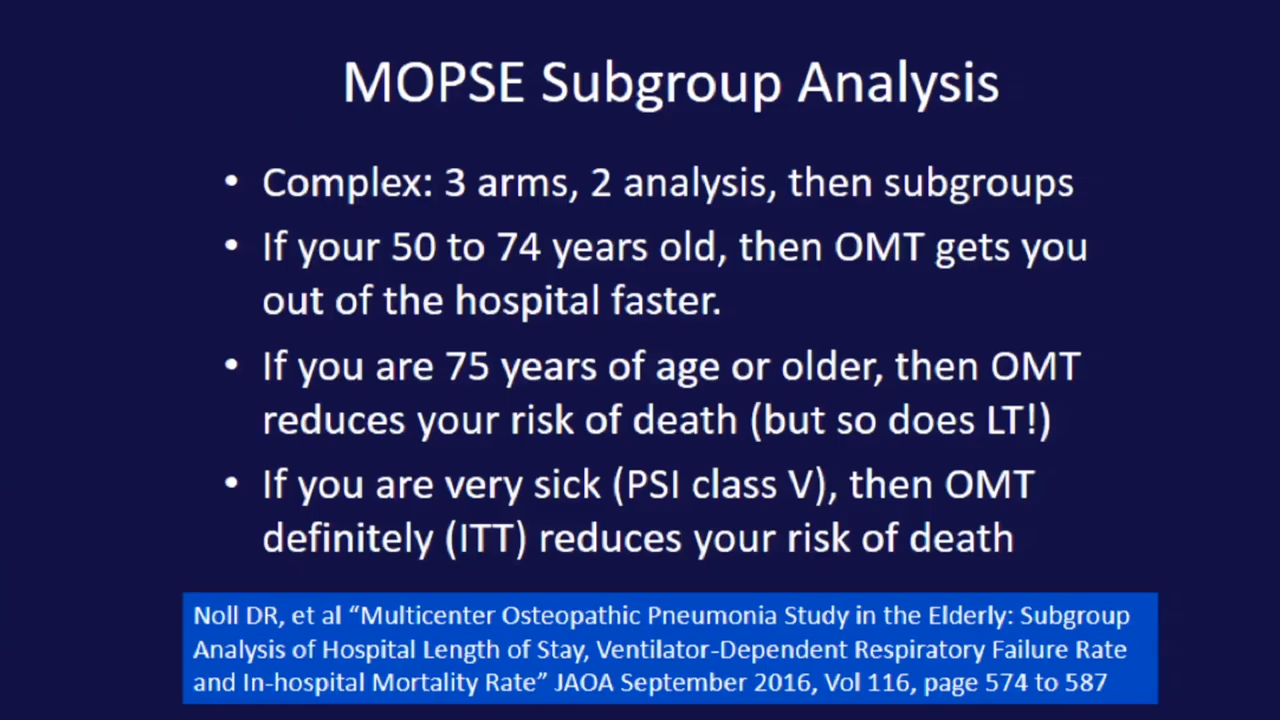 MOPSE Subgroup Analysis
• Complex: 3 arms, 2 analysis, then subgroups
• If your 50 to 74 years old, then OMT gets you
out of the hospital faster.
• If you are 75 years of age or older, then OMT
reduces your risk of death (but so does LT!)
• If you are very sick (PSI class V), then OMT
definitely (ITT) reduces your risk of death
Noll DR, et al “Multicenter Osteopathic Pneumonia Study in the Elderly: Subgroup
Analysis of Hospital Length of Stay, Ventilator-Dependent Respiratory Failure Rate
and In-hospital Mortality Rate” JAOA September 2016, Vol 116, page 574 to 587